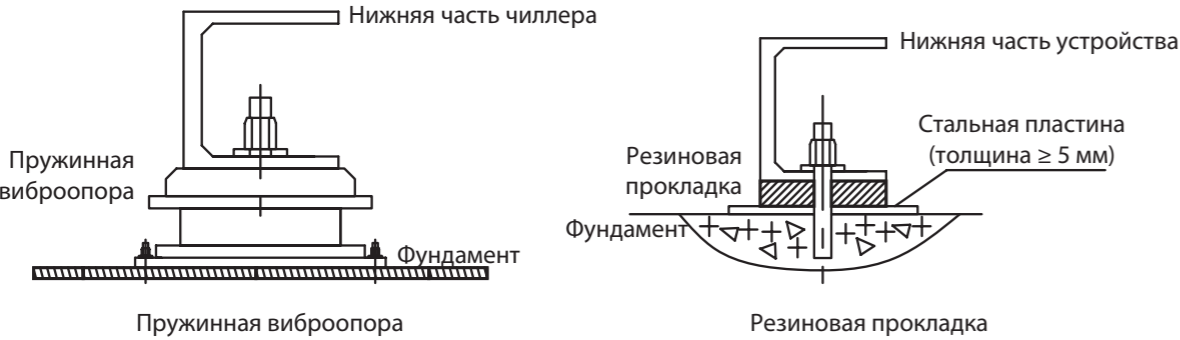 Нижняя часть чиллера
Пружинная
виброопора
Фундамент
Пружинная виброопора
Нижняя часть устройства
Стальная пластина
(толщина ≥ 5 мм)
Резиновая
прокладка
Фундамент
Резиновая прокладка